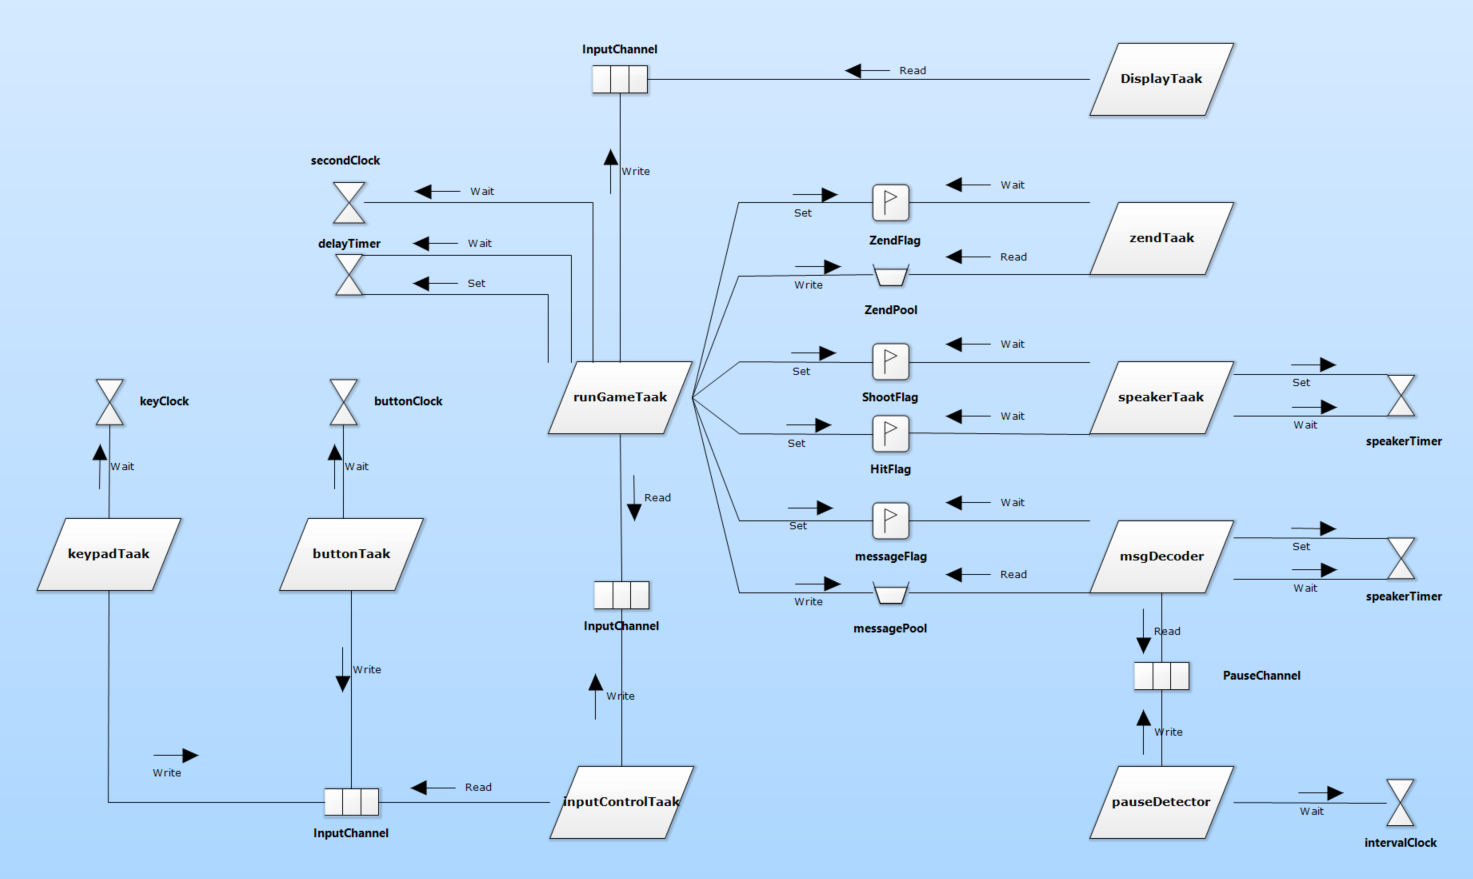 InputChannel
Read
DisplayTaak
secondClock
Write
Wait
Wait
Set
ZendFlag
zendTaak
delayTimer
Wait
Read
Set
Write
ZendPool
Wait
Set
ShootFlag
Set
runGameTaak
speakerTaak
keyClock
buttonClock
Wait
Set
Wait
HitFlag
speakerTimer
Wait
Wait
Read
Wait
Set
messageFlag
Set
keypadTaak
buttonTaak
msgDecoder
Read
Wait
Write
speakerTimer
InputChannel
messagePool
Read
Write
PauseChannel
Write
Write
Write
Read
inputControlTaak
pauseDetector
Wait
InputChannel
intervalClock